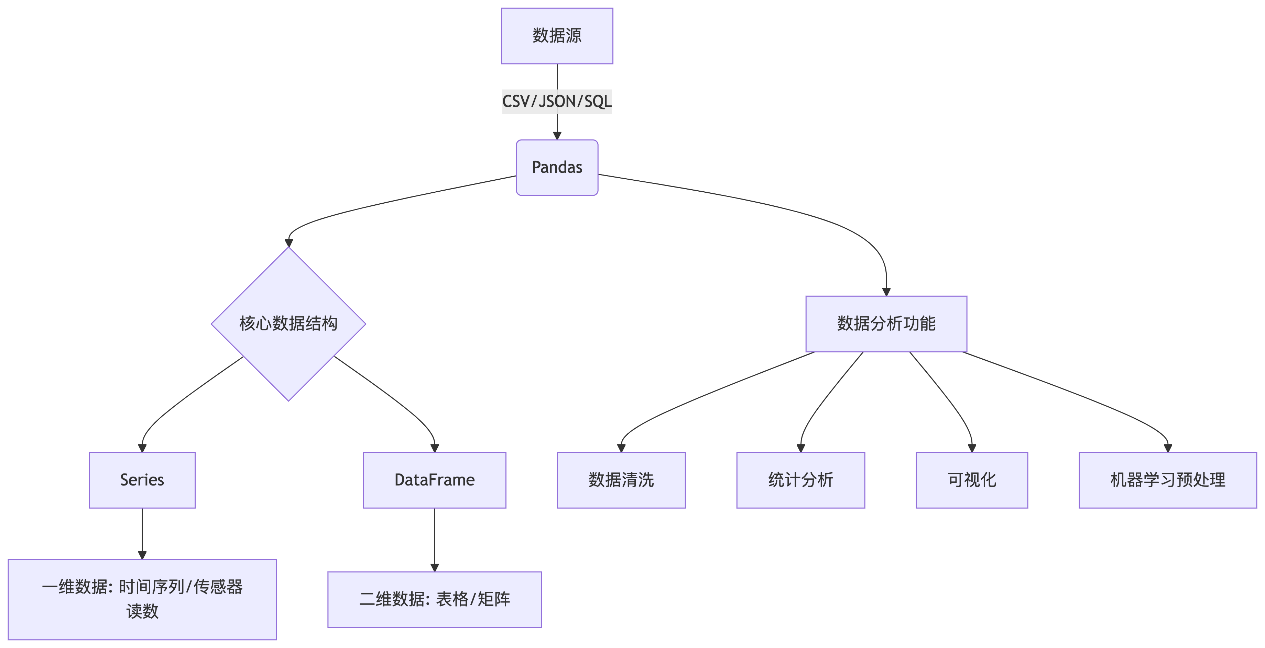 数据源
CSV/JSON/SQL
Pandas
核心数据结构
数据分析功能
Series
DataFrame
数据清洗
统计分析
可视化
机器学习预处理
一维数据: 时间序列/传感器
读数
二维数据: 表格/矩阵